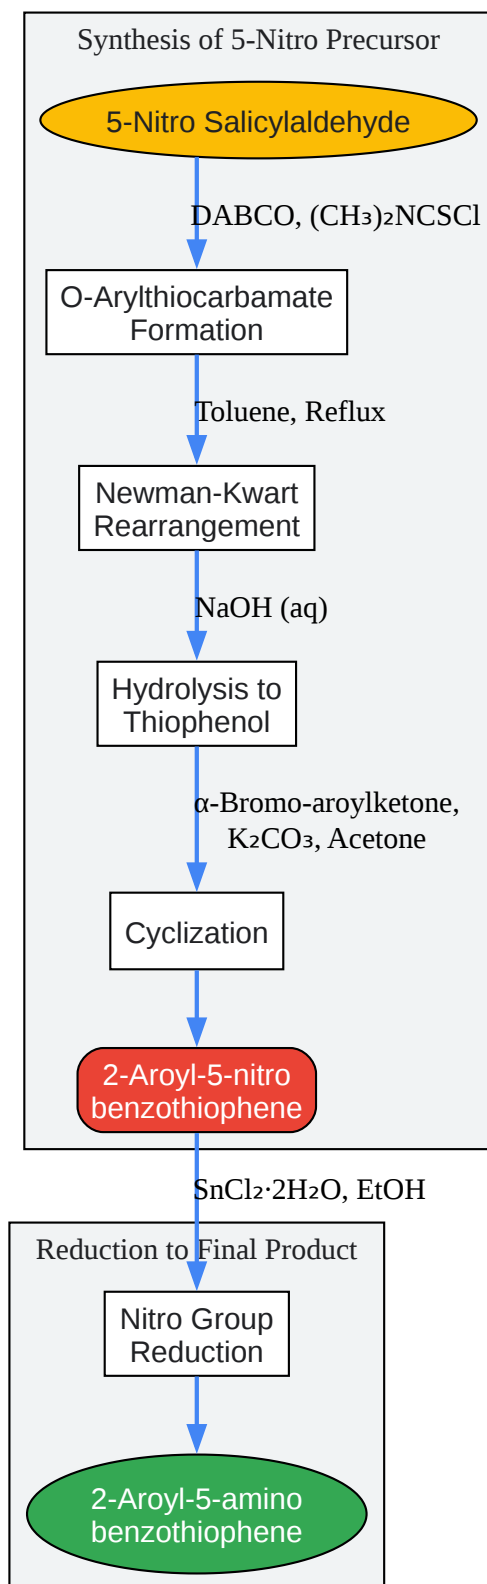 Synthesis of 5-Nitro Precursor
5-Nitro Salicylaldehyde
DABCO, (CH₃)₂NCSCl
O-Arylthiocarbamate
Formation
Toluene, Reflux
Newman-Kwart
Rearrangement
NaOH (aq)
Hydrolysis to
Thiophenol
α-Bromo-aroylketone,
K₂CO₃, Acetone
Cyclization
2-Aroyl-5-nitro
benzothiophene
SnCl₂·2H₂O, EtOH
Reduction to Final Product
Nitro Group
Reduction
2-Aroyl-5-amino
benzothiophene